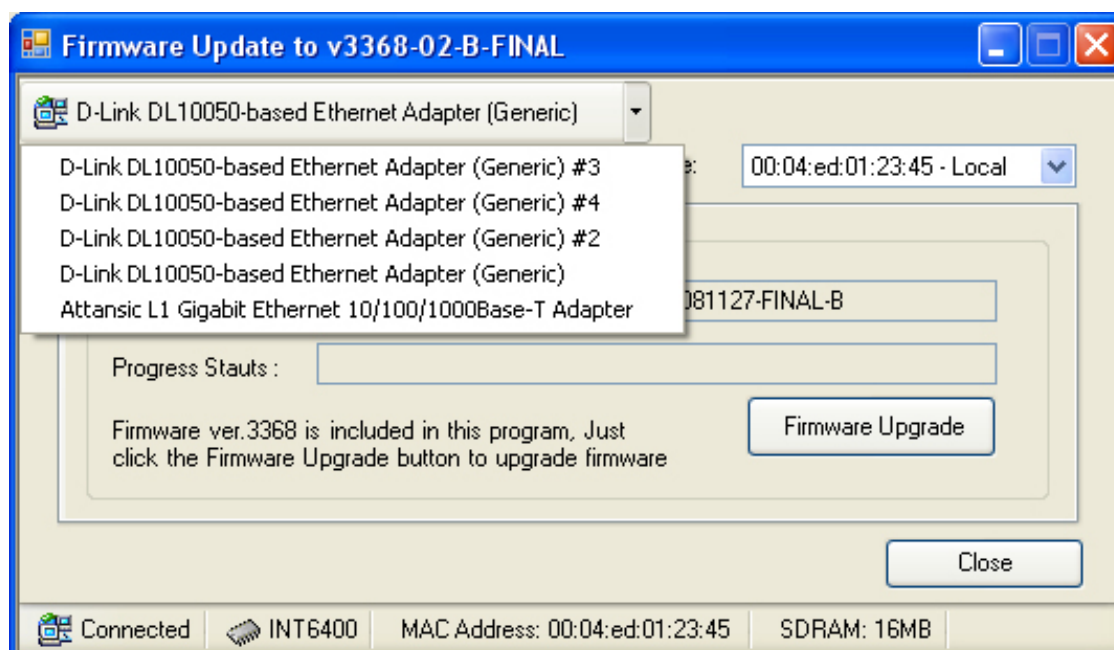 Firmware Update to v3368-02-B-FINAL
D-Link DL10050-based Ethernet Adapter (Generic)
D-Link DL10050-based Ethernet Adapter (Generic) #3
e: 00:04:ed:01:23:45 - Local
D-Link DL10050-based Ethernet Adapter (Generic) #4
D-Link DL10050-based Ethernet Adapter (Generic) #2
D-Link DL10050-based Ethernet Adapter (Generic)
Attansic L1 Gigabit Ethernet 10/100/1000Base-T Adapter
081127-FINAL-B
Progress Stauts :
Firmware ver.3368 is included in this program, Just
click the Firmware Upgrade button to upgrade firmware
Firmware Upgrade
Close
Connected INT6400 MAC Address: 00:04:ed:01:23:45 SDRAM: 16MB